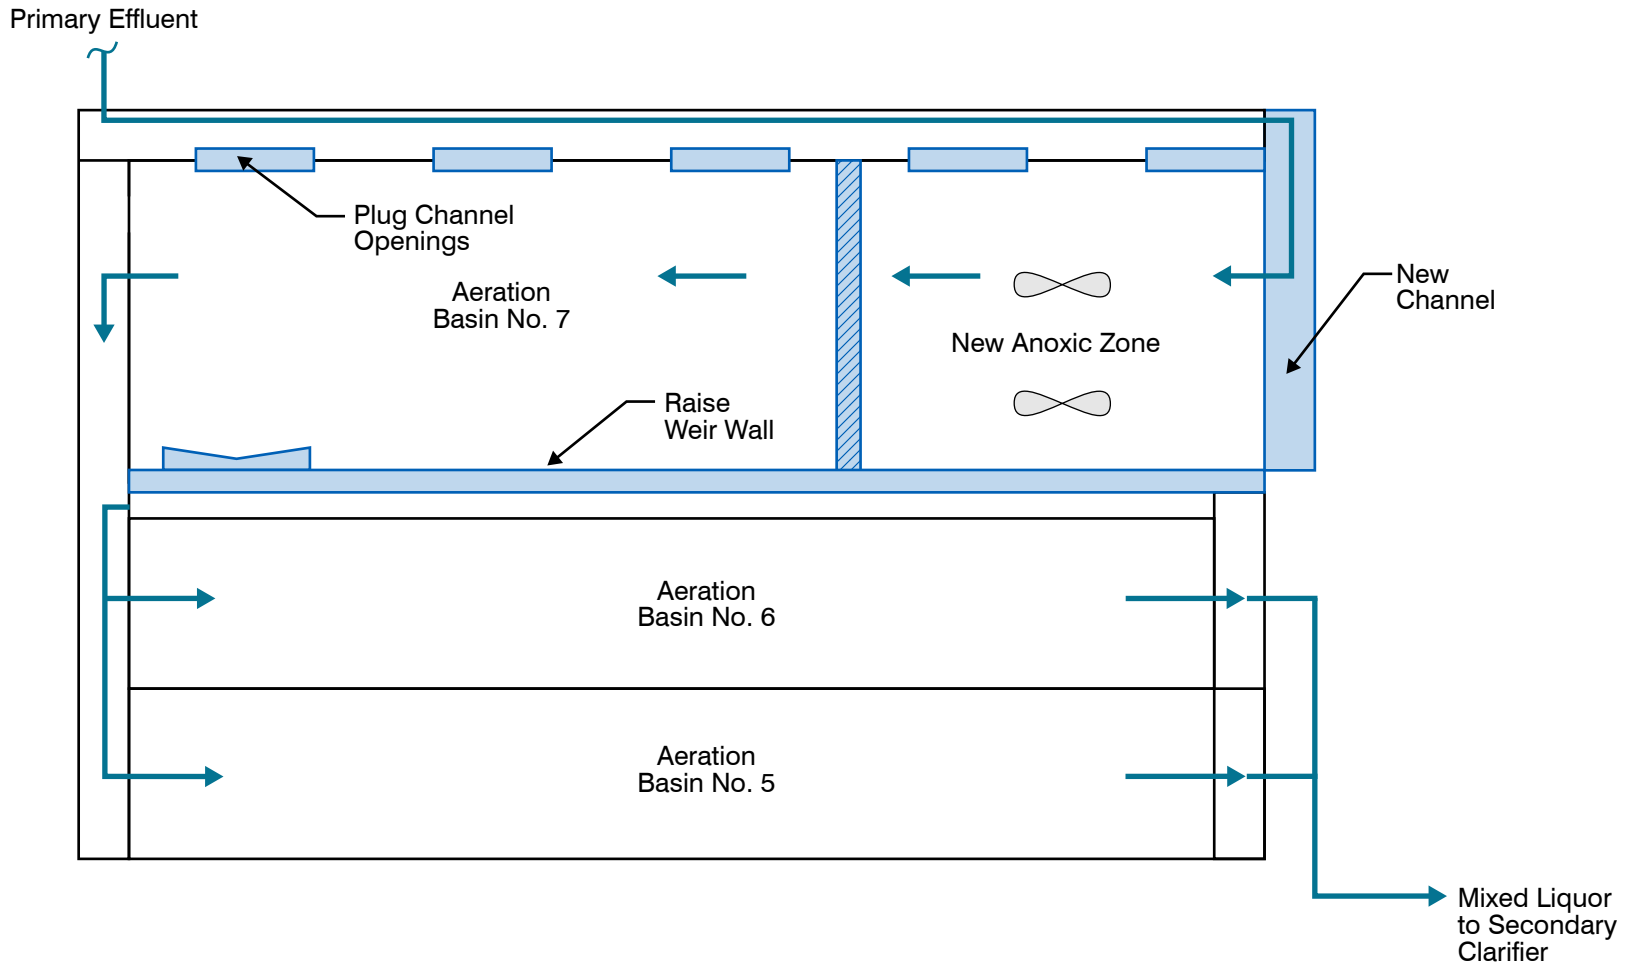 Primary Effluent
Plug Channel
Openings
Aeration
Basin No. 7
New
Channel
New Anoxic Zone
Raise
Weir Wall
Aeration
Basin No. 6
Aeration
Basin No. 5
Mixed Liquor
to Secondary
Clarifier